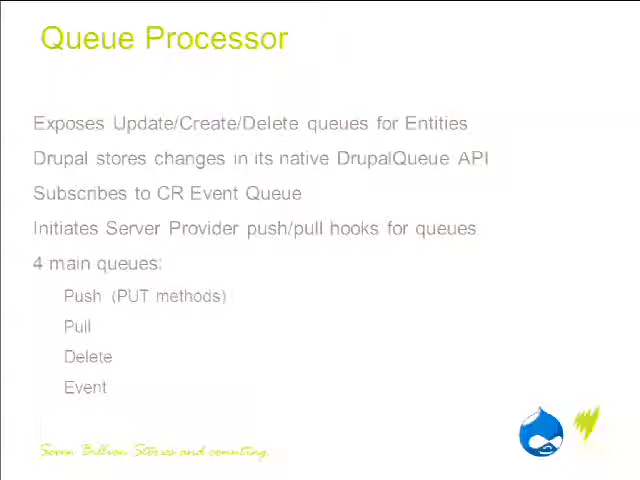 Queue Processor
Exposes Update/Create/Delete queues for Entities
Drupal stores changes in its native DrupalQueue API
Subscribes to CR Event Queue
Initiates Server Provider push/pull hooks for queues
4 main queues:
Push (PUT methods)
Pull
Delete
Event
Seven Billion Stories and counting